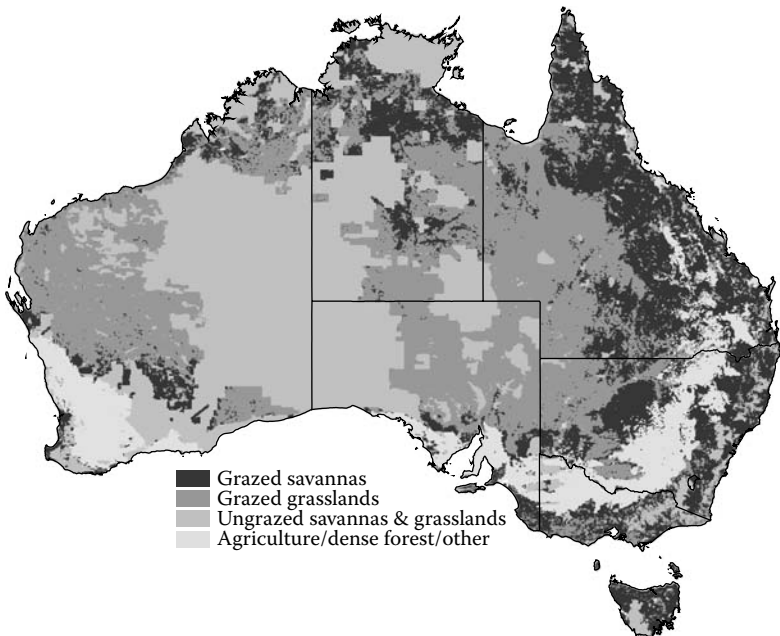 Grazed savannas
Grazed grasslands
Ungrazed savannas & grasslands
Agriculture/dense forest/other